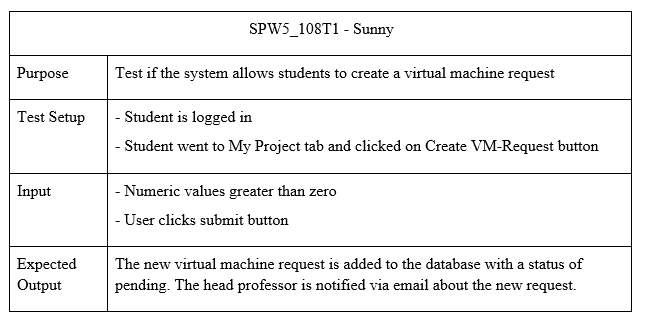 SPW5_108T1 - Sunny
Purpose
Test if the system allows students to create a virtual machine request
Test Setup
- Student is logged in
- Student went to My Project tab and clicked on Create VM-Request button
Input
- Numeric values greater than zero
- User clicks submit button
Expected
Output
The new virtual machine request is added to the database with a status of
pending. The head professor is notified via email about the new request.